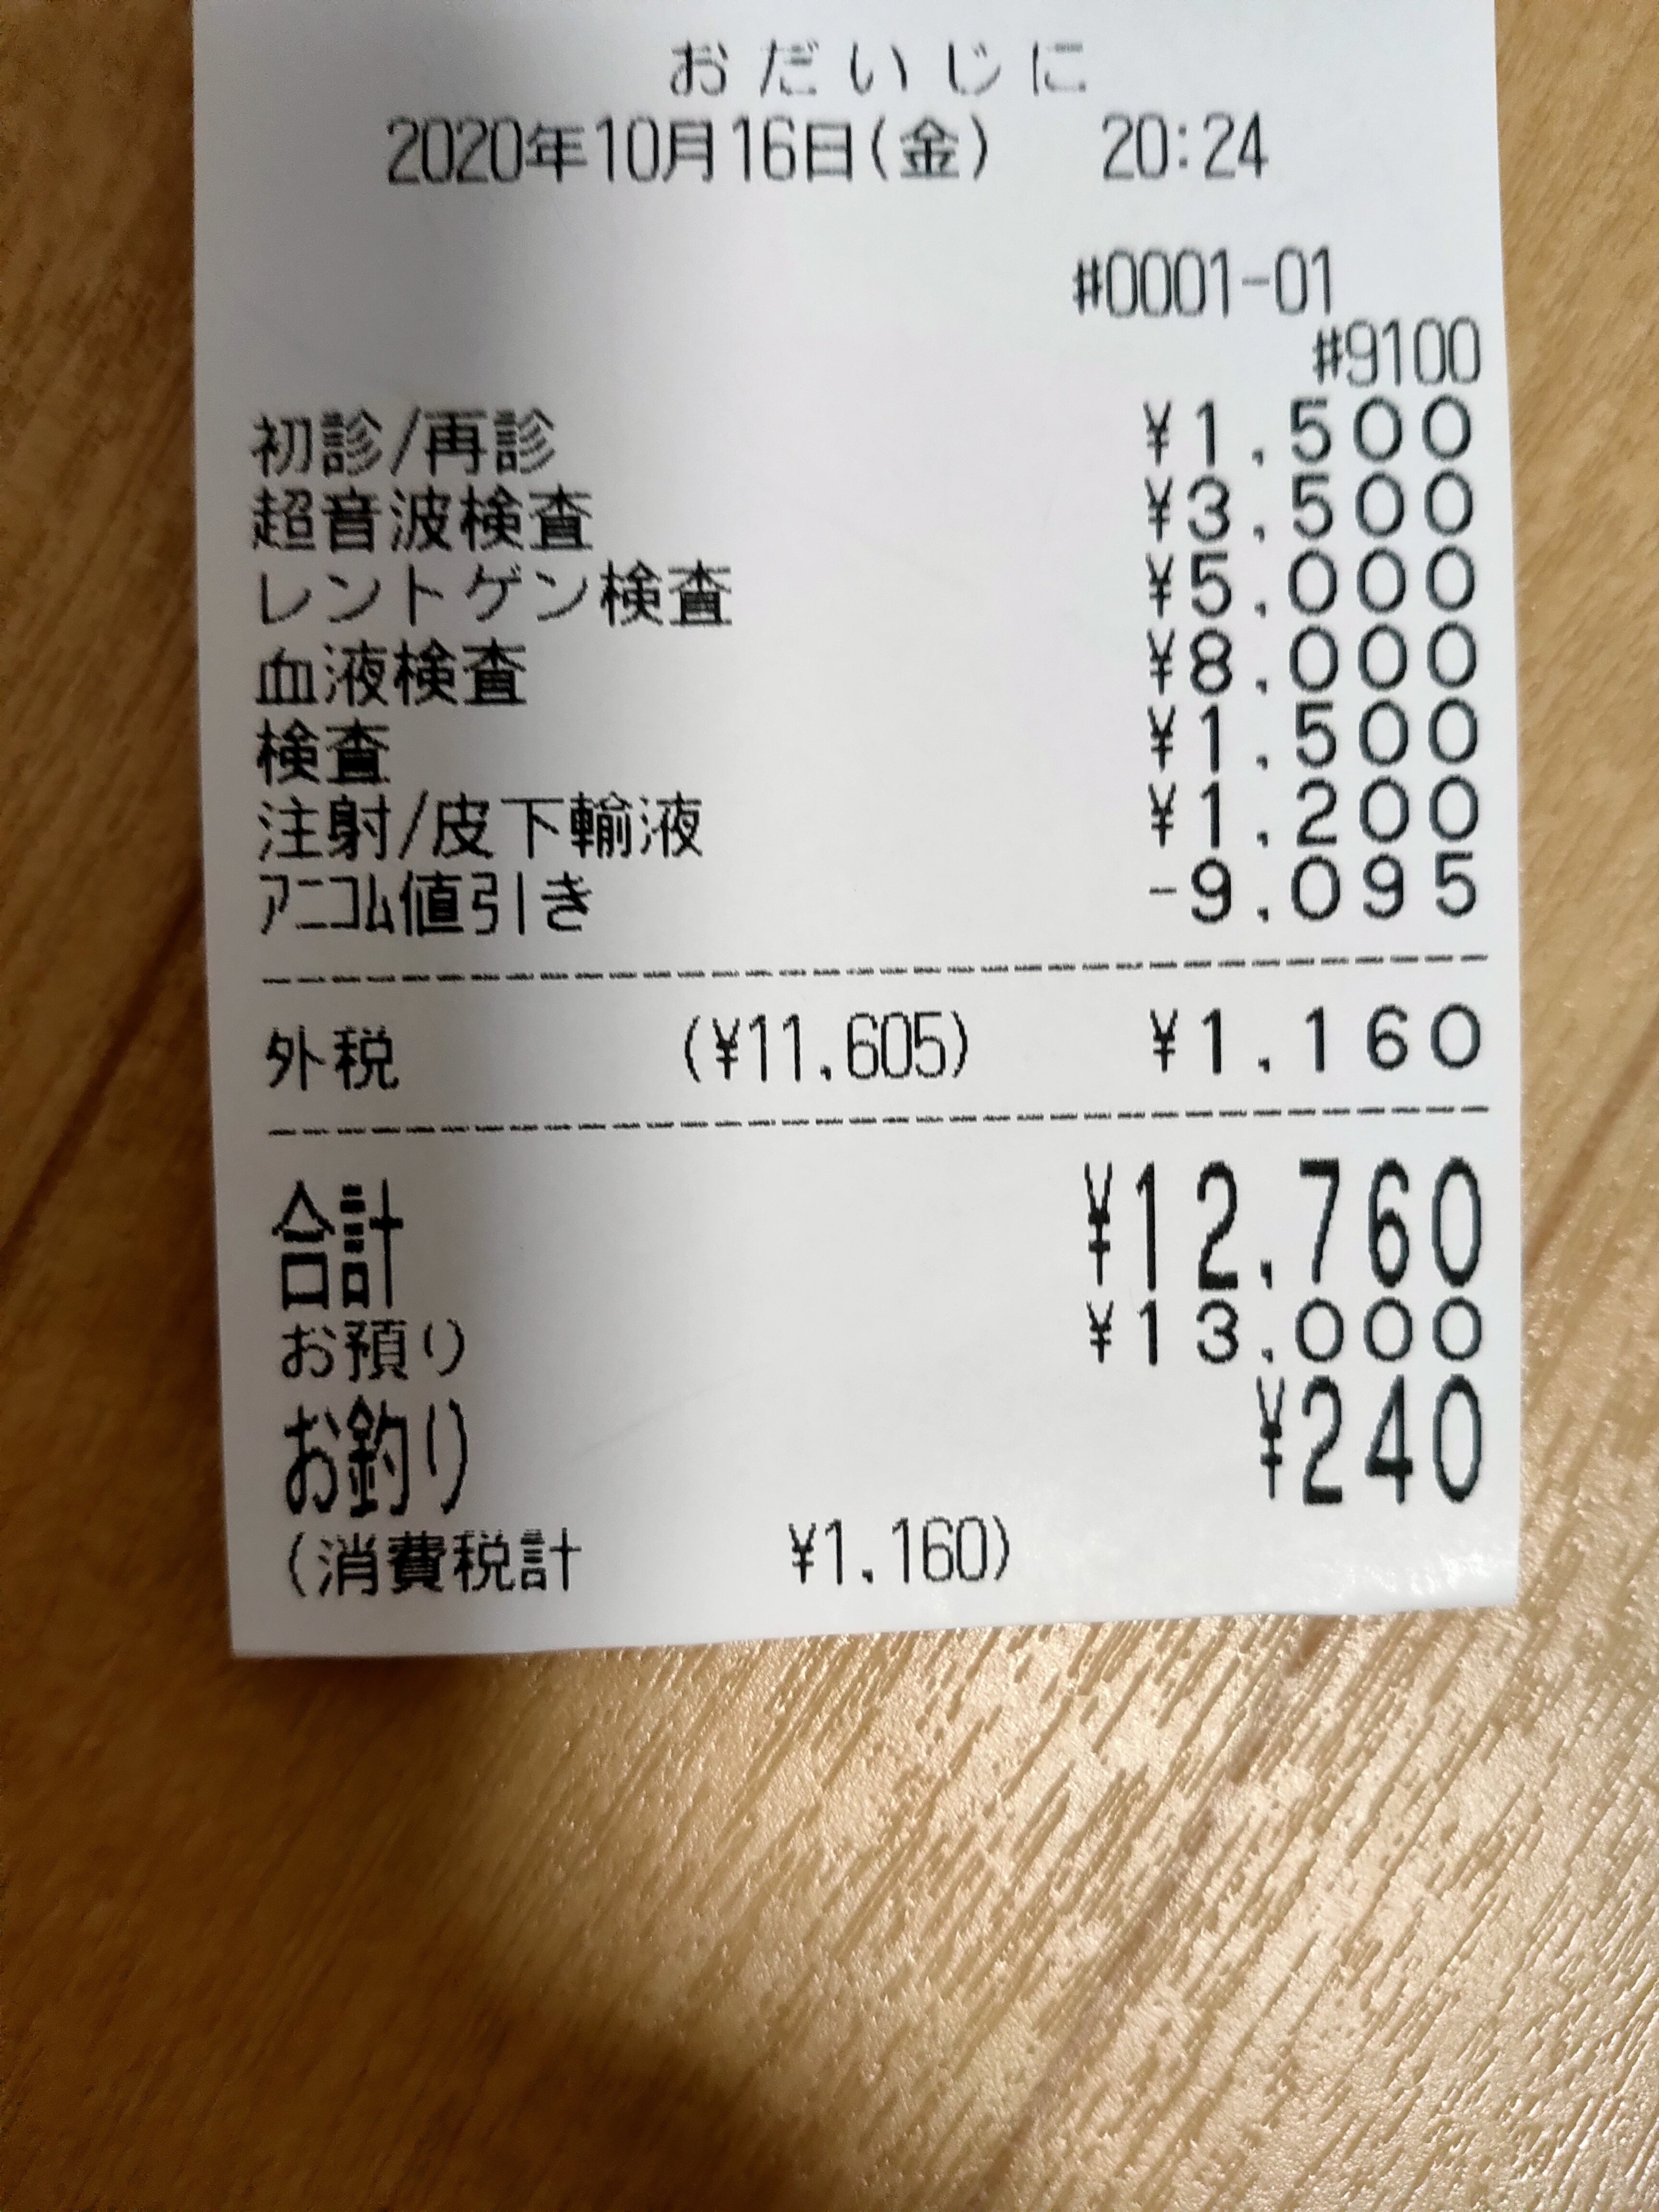 おだいじに
2020年10月16日(金) 20:24
#0001-01
#9100
初診/再診 ¥1,500
超音波検査 ¥3,500
レントゲン検査 ¥5,000
血液検査 ¥8,000
検査 ¥1,500
注射/皮下輸液 ¥1,200
ｱﾆｺﾑ値引き -9,095
外税 (¥11,605) ¥1,160
合計 ¥12,760
お預り ¥13,000
お釣り ¥240
(消費税計 ¥1,160)